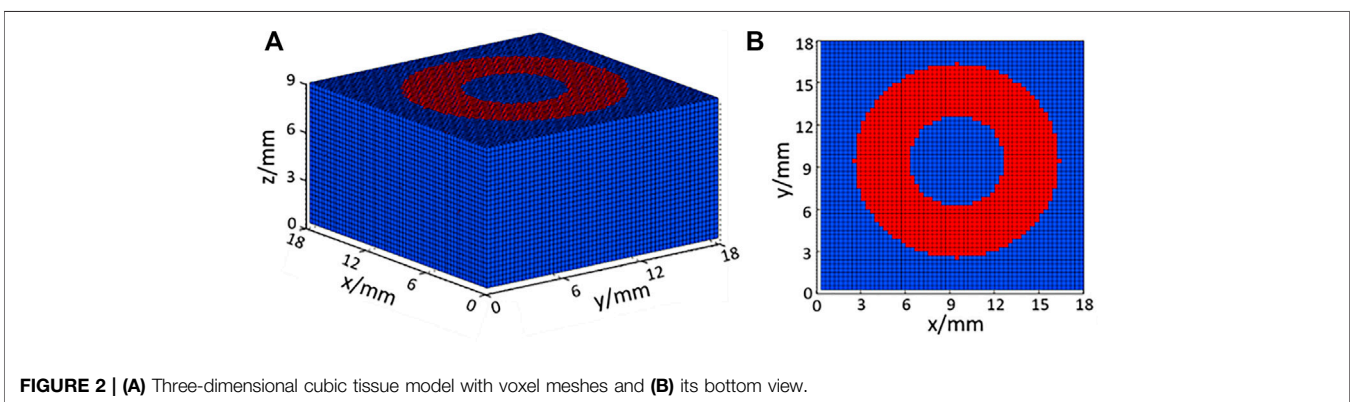 A
B
9
6
3
0
z/mm
18
12
6
0
x/mm
0
6
12
18
y/mm
18
15
12
9
6
3
0
y/mm
0 3 6 9 12 15 18
x/mm
FIGURE 2 | (A) Three-dimensional cubic tissue model with voxel meshes and (B) its bottom view.